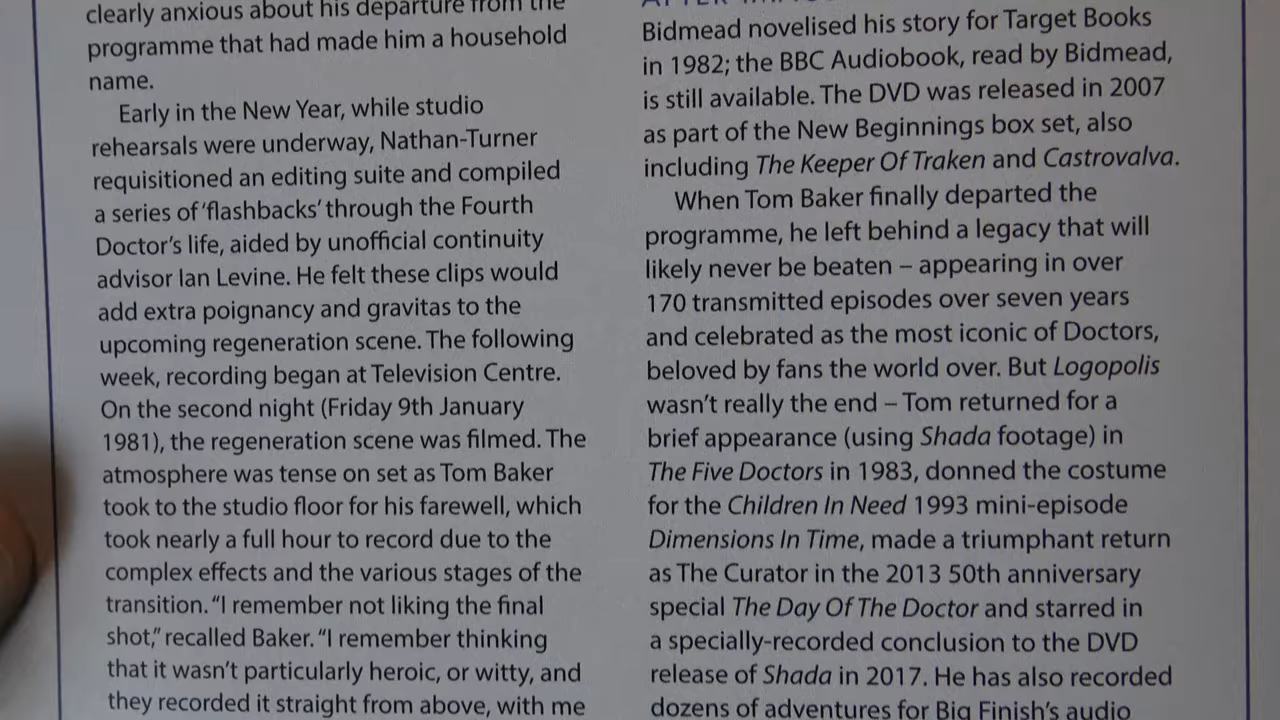 clearly anxious about his departure from the
programme that had made him a household
name.
Early in the New Year, while studio
rehearsals were underway, Nathan-Turner
requisitioned an editing suite and compiled
a series of ‘flashbacks’ through the Fourth
Doctor’s life, aided by unofficial continuity
advisor Ian Levine. He felt these clips would
add extra poignancy and gravitas to the
upcoming regeneration scene. The following
week, recording began at Television Centre.
On the second night (Friday 9th January
1981), the regeneration scene was filmed. The
atmosphere was tense on set as Tom Baker
took to the studio floor for his farewell, which
took nearly a full hour to record due to the
complex effects and the various stages of the
transition. “I remember not liking the final
shot,” recalled Baker. “I remember thinking
that it wasn’t particularly heroic, or witty, and
they recorded it straight from above, with me
Bidmead novelised his story for Target Books
in 1982; the BBC Audiobook, read by Bidmead,
is still available. The DVD was released in 2007
as part of the New Beginnings box set, also
including The Keeper Of Traken and Castrovalva.
When Tom Baker finally departed the
programme, he left behind a legacy that will
likely never be beaten – appearing in over
170 transmitted episodes over seven years
and celebrated as the most iconic of Doctors,
beloved by fans the world over. But Logopolis
wasn’t really the end – Tom returned for a
brief appearance (using Shada footage) in
The Five Doctors in 1983, donned the costume
for the Children In Need 1993 mini-episode
Dimensions In Time, made a triumphant return
as The Curator in the 2013 50th anniversary
special The Day Of The Doctor and starred in
a specially-recorded conclusion to the DVD
release of Shada in 2017. He has also recorded
dozens of adventures for Big Finish’s audio